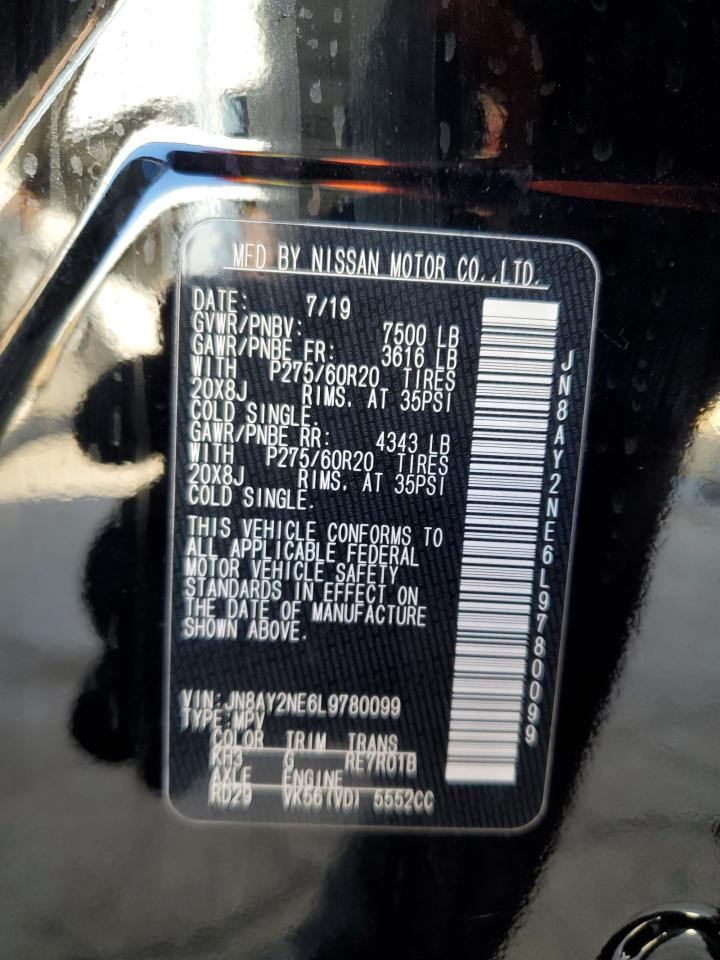 MFD BY NISSAN MOTOR CO.,LTD.
DATE: 7/19
GVWR/PNBV: 7500 LB
GAWR/PNBE FR: 3616 LB
WITH P275/60R20 TIRES
20X8J RIMS. AT 35PSI
COLD SINGLE.
GAWR/PNBE RR: 4343 LB
WITH P275/60R20 TIRES
20X8J RIMS. AT 35PSI
COLD SINGLE.
THIS VEHICLE CONFORMS TO
ALL APPLICABLE FEDERAL
MOTOR VEHICLE SAFETY
STANDARDS IN EFFECT ON
THE DATE OF MANUFACTURE
SHOWN ABOVE.
VIN:JN8AY2NE6L9780099
TYPE:MPV
COLOR TRIM TRANS
KH3 G RE7R01B
AXLE ENGINE
RD29 VK56(VD) 5552CC
JN8AY2NE6L9780099